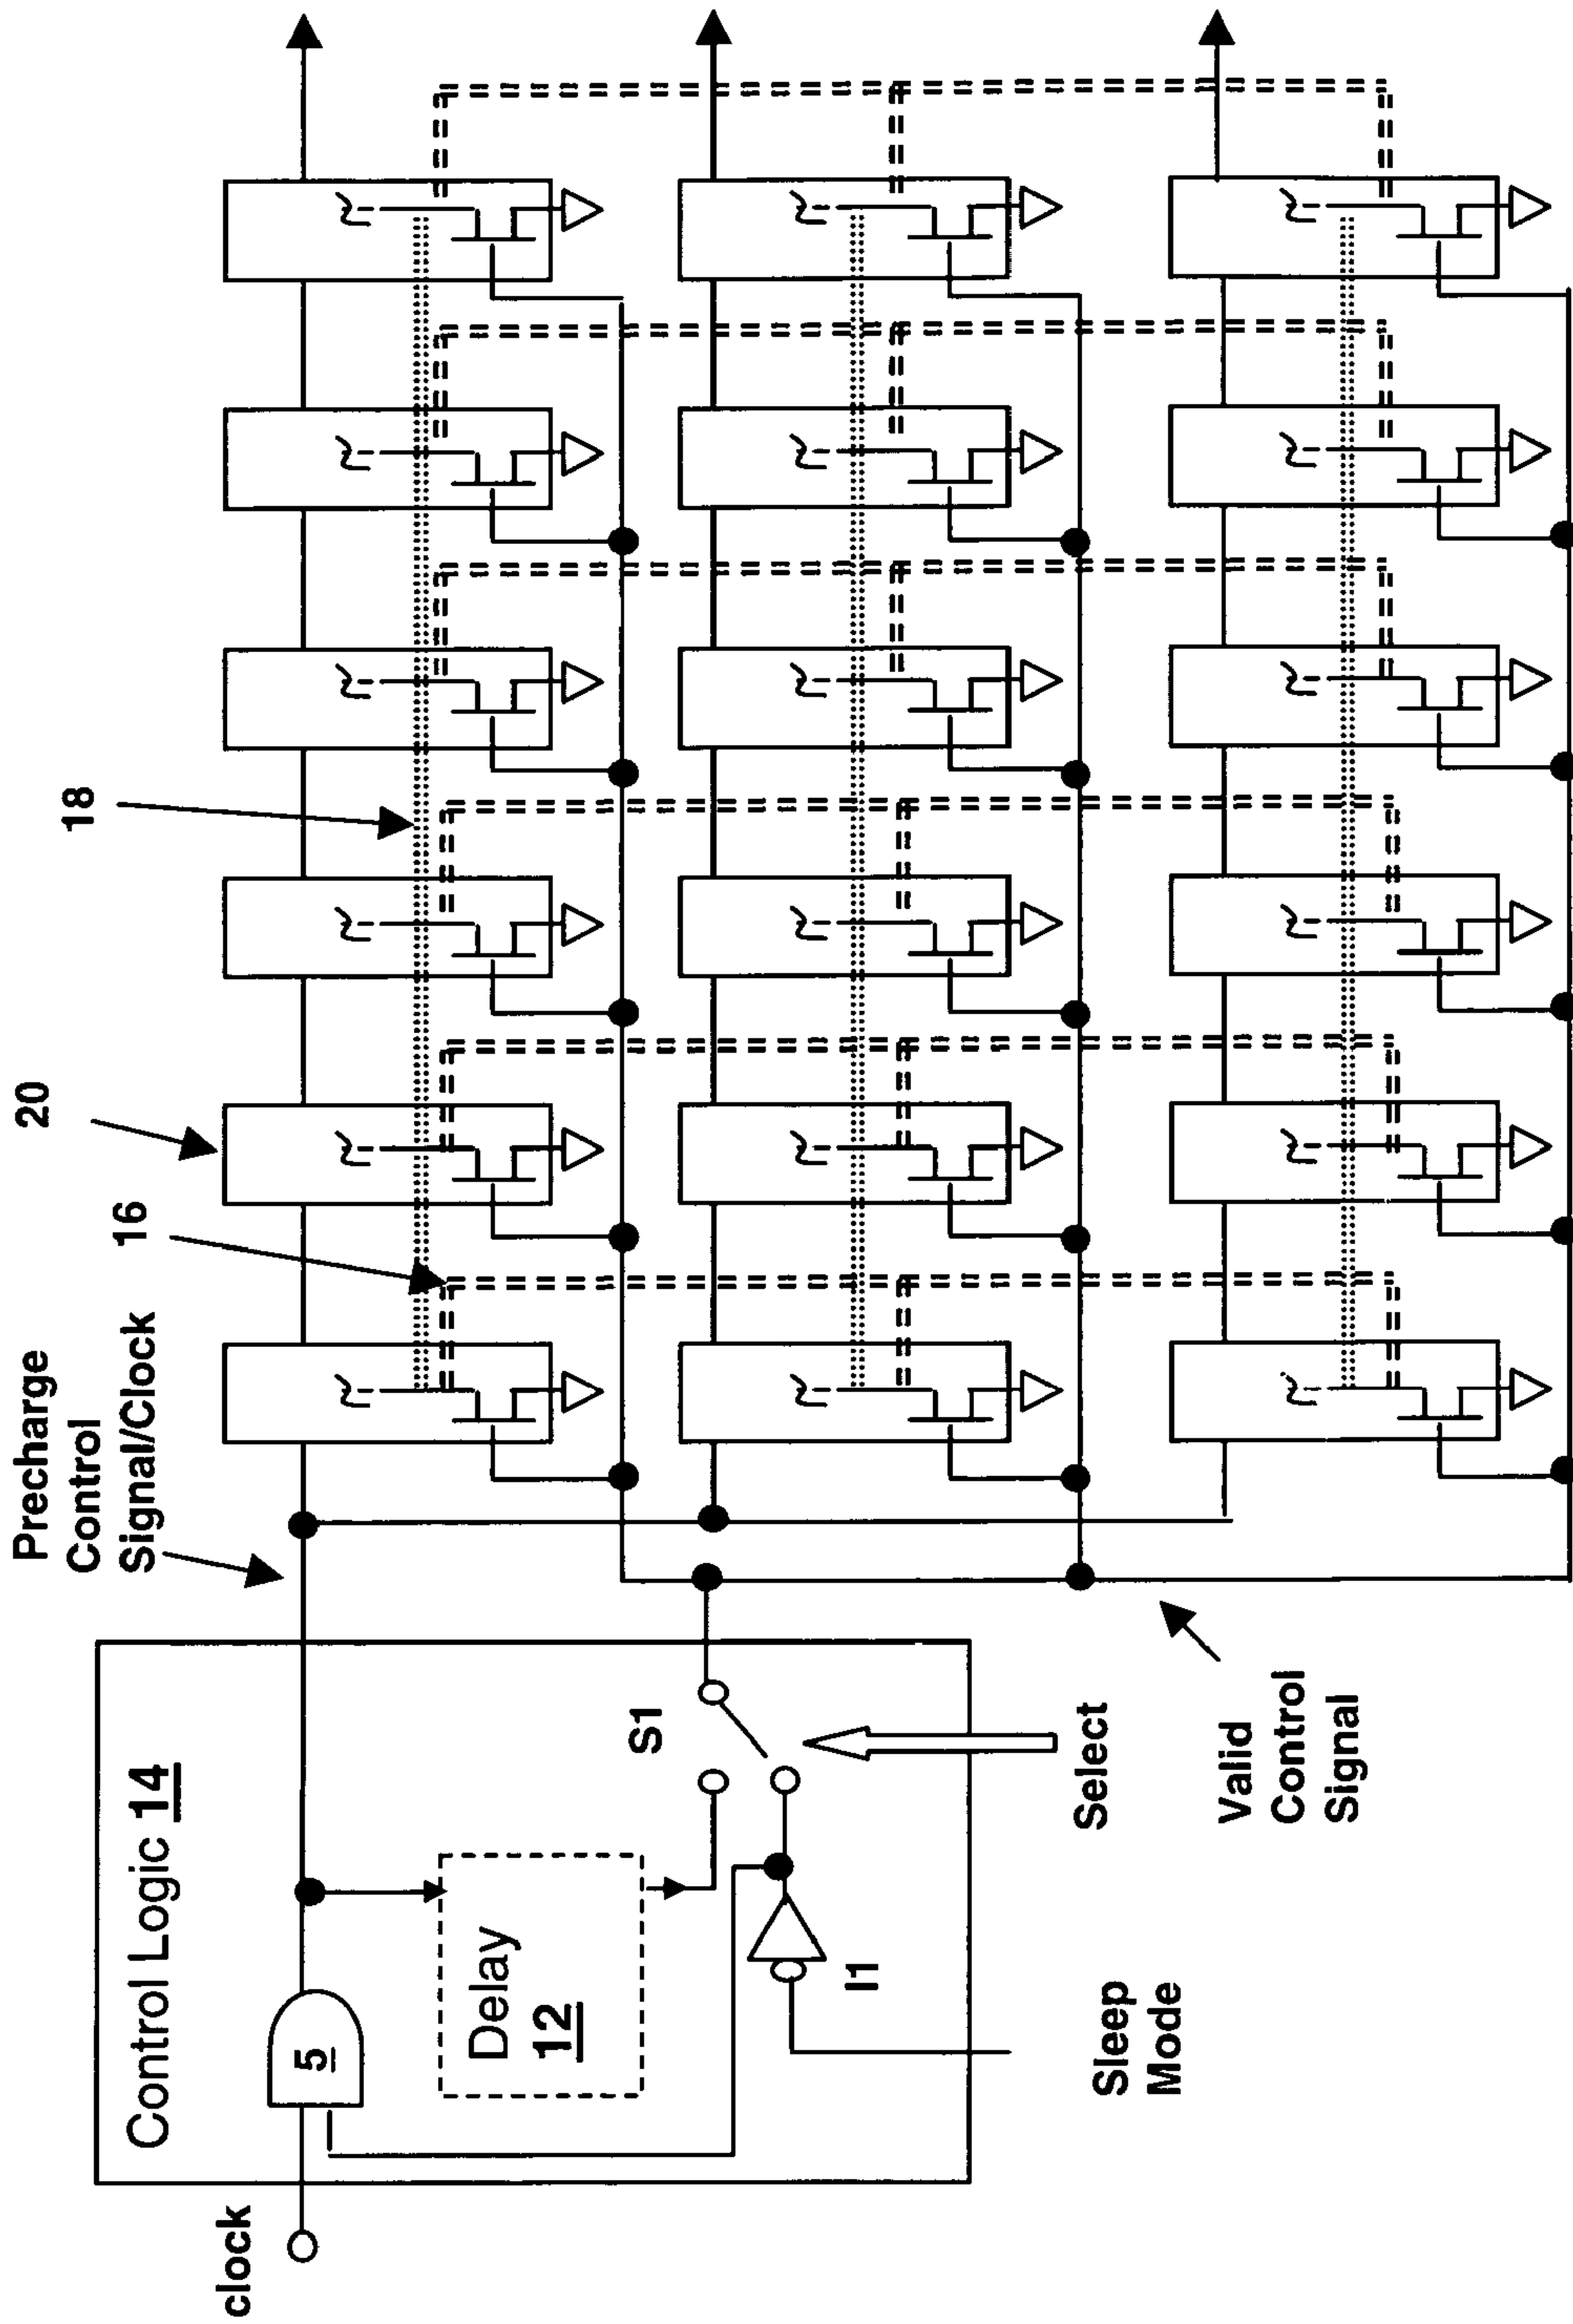 clock
Control Logic 14
5
Delay
12
S1
I1
Sleep
Mode
Select
Valid
Control
Signal
Precharge
Control
Signal/Clock
16
20
18